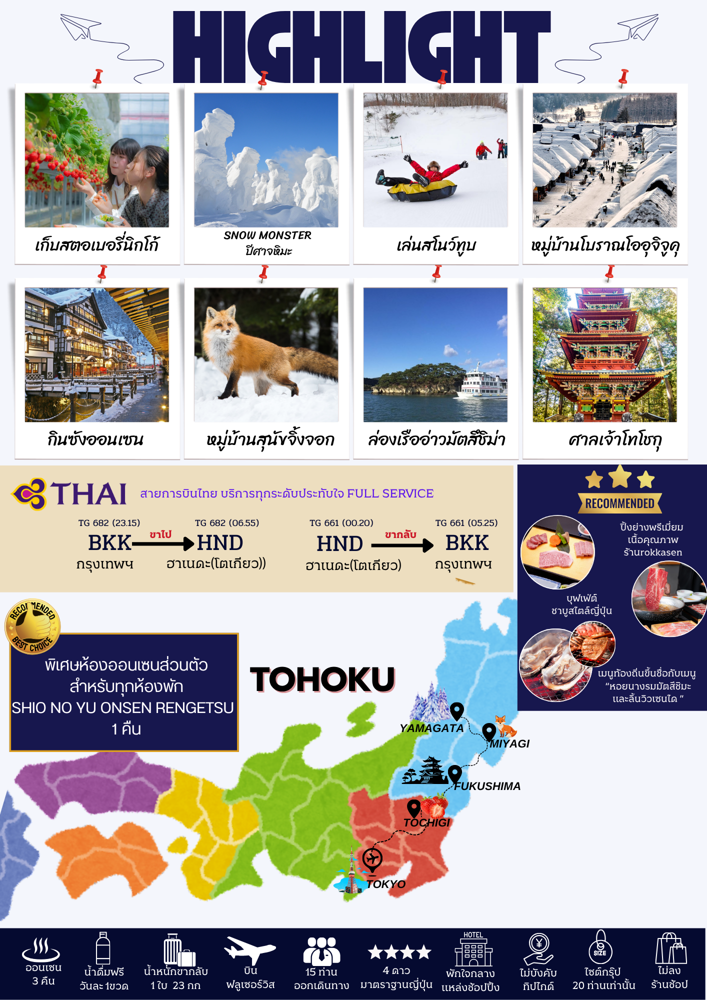 HIGHLIGHT
เก็บสตอเบอรี่นิกโก้
SNOW MONSTER
ปีศาจหิมะ
เล่นสโนว์ทูบ
หมู่บ้านโบราณโออุจิจูคุ
กินซังออนเซน
หมู่บ้านสุนัขจิ้งจอก
ล่องเรืออ่าวมัตสึชิม่า
ศาลเจ้าโทโชกุ
THAI
สายการบินไทย บริการทุกระดับประทับใจ FULL SERVICE
TG 682 (23.15)
TG 682 (06.55)
TG 661 (00.20)
TG 661 (05.25)
BKK
ขาไป
HND
HND
ขากลับ
BKK
กรุงเทพฯ
ฮาเนดะ(โตเกียว))
ฮาเนดะ(โตเกียว)
กรุงเทพฯ
RECOMMENDED
ปิ้งย่างพรีเมี่ยม
เนื้อคุณภาพ
ร้านrokkasen
บุฟเฟ่ต์
ชาบูสไตล์ญี่ปุ่น
เมนูท้องถิ่นขึ้นชื่อกับเมนู
“หอยนางรมมัตสึชิมะ
และลิ้นวัวเซนได ”
RECOMMENDED
BEST CHOICE
พิเศษห้องออนเซนส่วนตัว
สำหรับทุกห้องพัก
SHIO NO YU ONSEN RENGETSU
1 คืน
TOHOKU
YAMAGATA
MIYAGI
FUKUSHIMA
TOCHIGI
TOKYO
ออนเซน
3 คืน
น้ำดื่มฟรี
วันละ 1ขวด
น้ำหนักขากลับ
1 ใบ 23 กก
บิน
ฟลูเซอร์วิส
15 ท่าน
ออกเดินทาง
4 ดาว
มาตราฐานญี่ปุ่น
HOTEL
พักใจกลาง
แหล่งช้อปปิ้ง
ไม่บังคับ
ทิปไกด์
SIZE
ไซต์กรุ๊ป
20 ท่านเท่านั้น
ไม่ลง
ร้านช้อป